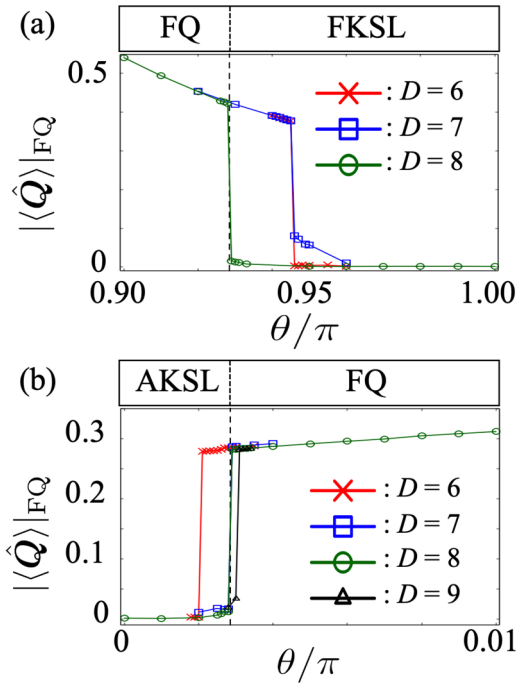 (a)
FQ FKSL
0.5
0
|⟨Q̂⟩|FQ
: D = 6
: D = 7
: D = 8
0.90 0.95 1.00
θ/π
(b)
AKSL FQ
0.3
0.2
0.1
0
|⟨Q̂⟩|FQ
: D = 6
: D = 7
: D = 8
: D = 9
0 0.01
θ/π